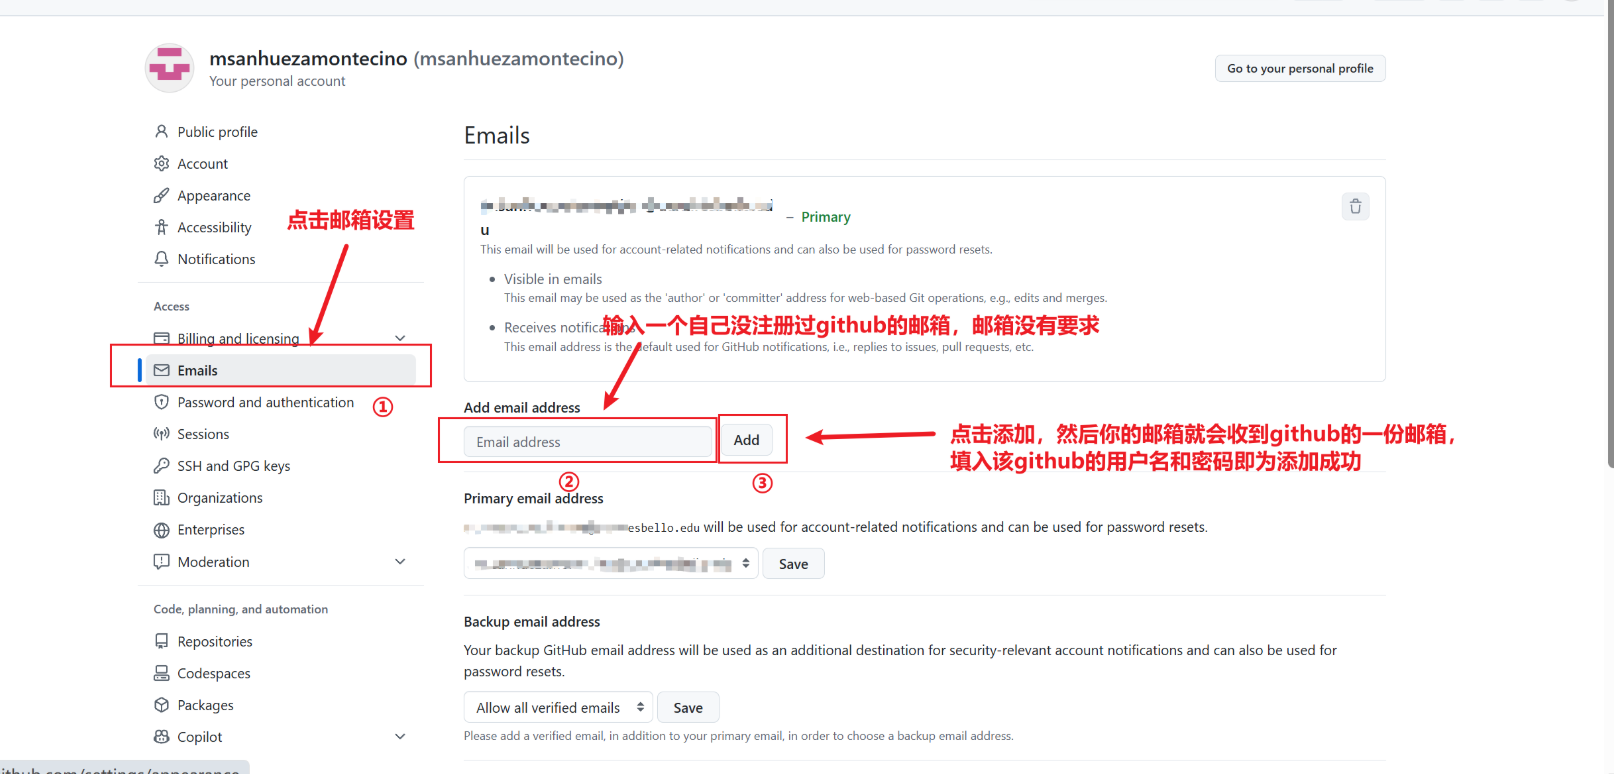 msanhuezamontecino (msanhuezamontecino)
Your personal account
Go to your personal profile
Public profile
Account
Appearance
Accessibility
Notifications
点击邮箱设置
Access
Billing and licensing
Emails
Password and authentication
①
Sessions
SSH and GPG keys
Organizations
Enterprises
Moderation
Code, planning, and automation
Repositories
Codespaces
Packages
Copilot
Emails
u
– Primary
This email will be used for account-related notifications and can also be used for password resets.
Visible in emails
This email may be used as the 'author' or 'committer' address for web-based Git operations, e.g., edits and merges.
Receives notifications
输入一个自己没注册过github的邮箱，邮箱没有要求
This email address is the default used for GitHub notifications, i.e., replies to issues, pull requests, etc.
Add email address
Email address
Add
②
③
点击添加，然后你的邮箱就会收到github的一份邮箱，
填入该github的用户名和密码即为添加成功
Primary email address
esbello.edu will be used for account-related notifications and can be used for password resets.
Save
Backup email address
Your backup GitHub email address will be used as an additional destination for security-relevant account notifications and can also be used for
password resets.
Allow all verified emails
Save
Please add a verified email, in addition to your primary email, in order to choose a backup email address.
ithub.com/settings/appearance